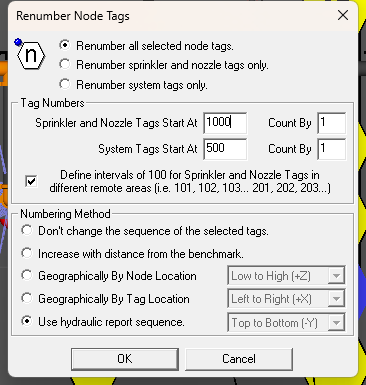 Renumber Node Tags
n
Renumber all selected node tags.
Renumber sprinkler and nozzle tags only.
Renumber system tags only.
Tag Numbers
Sprinkler and Nozzle Tags Start At 1000 Count By 1
System Tags Start At 500 Count By 1
Define intervals of 100 for Sprinkler and Nozzle Tags in
different remote areas (i.e. 101, 102, 103... 201, 202, 203...)
Numbering Method
Don't change the sequence of the selected tags.
Increase with distance from the benchmark.
Geographically By Node Location Low to High (+Z)
Geographically By Tag Location Left to Right (+X)
Use hydraulic report sequence. Top to Bottom (-Y)
OK Cancel